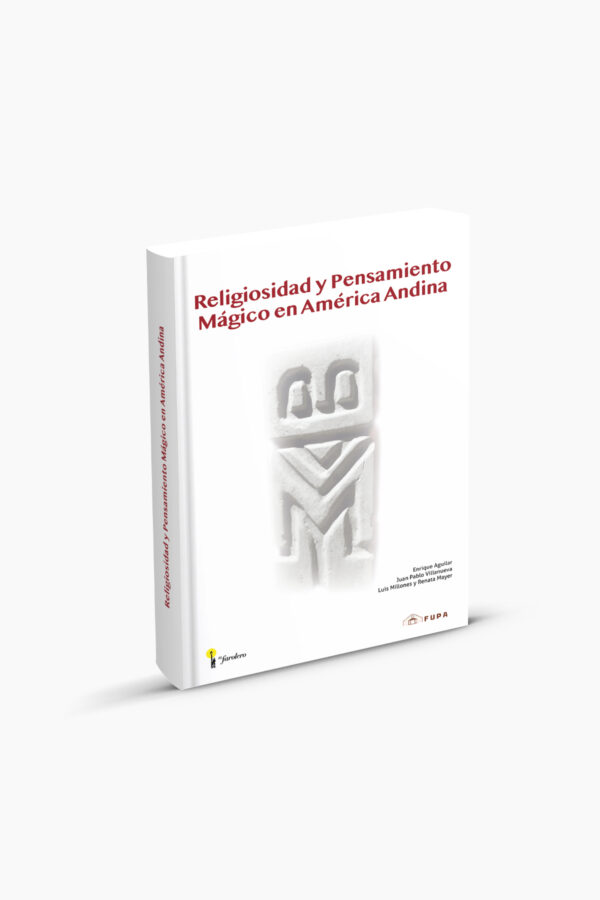 Religiosidad y Pensamiento Mágico en América Andina
Religiosidad y Pensamiento
Mágico en América Andina
Enrique Aguilar
Juan Pablo Villanueva
Luis Millones y Renata Mayer
el farolero
FUPA